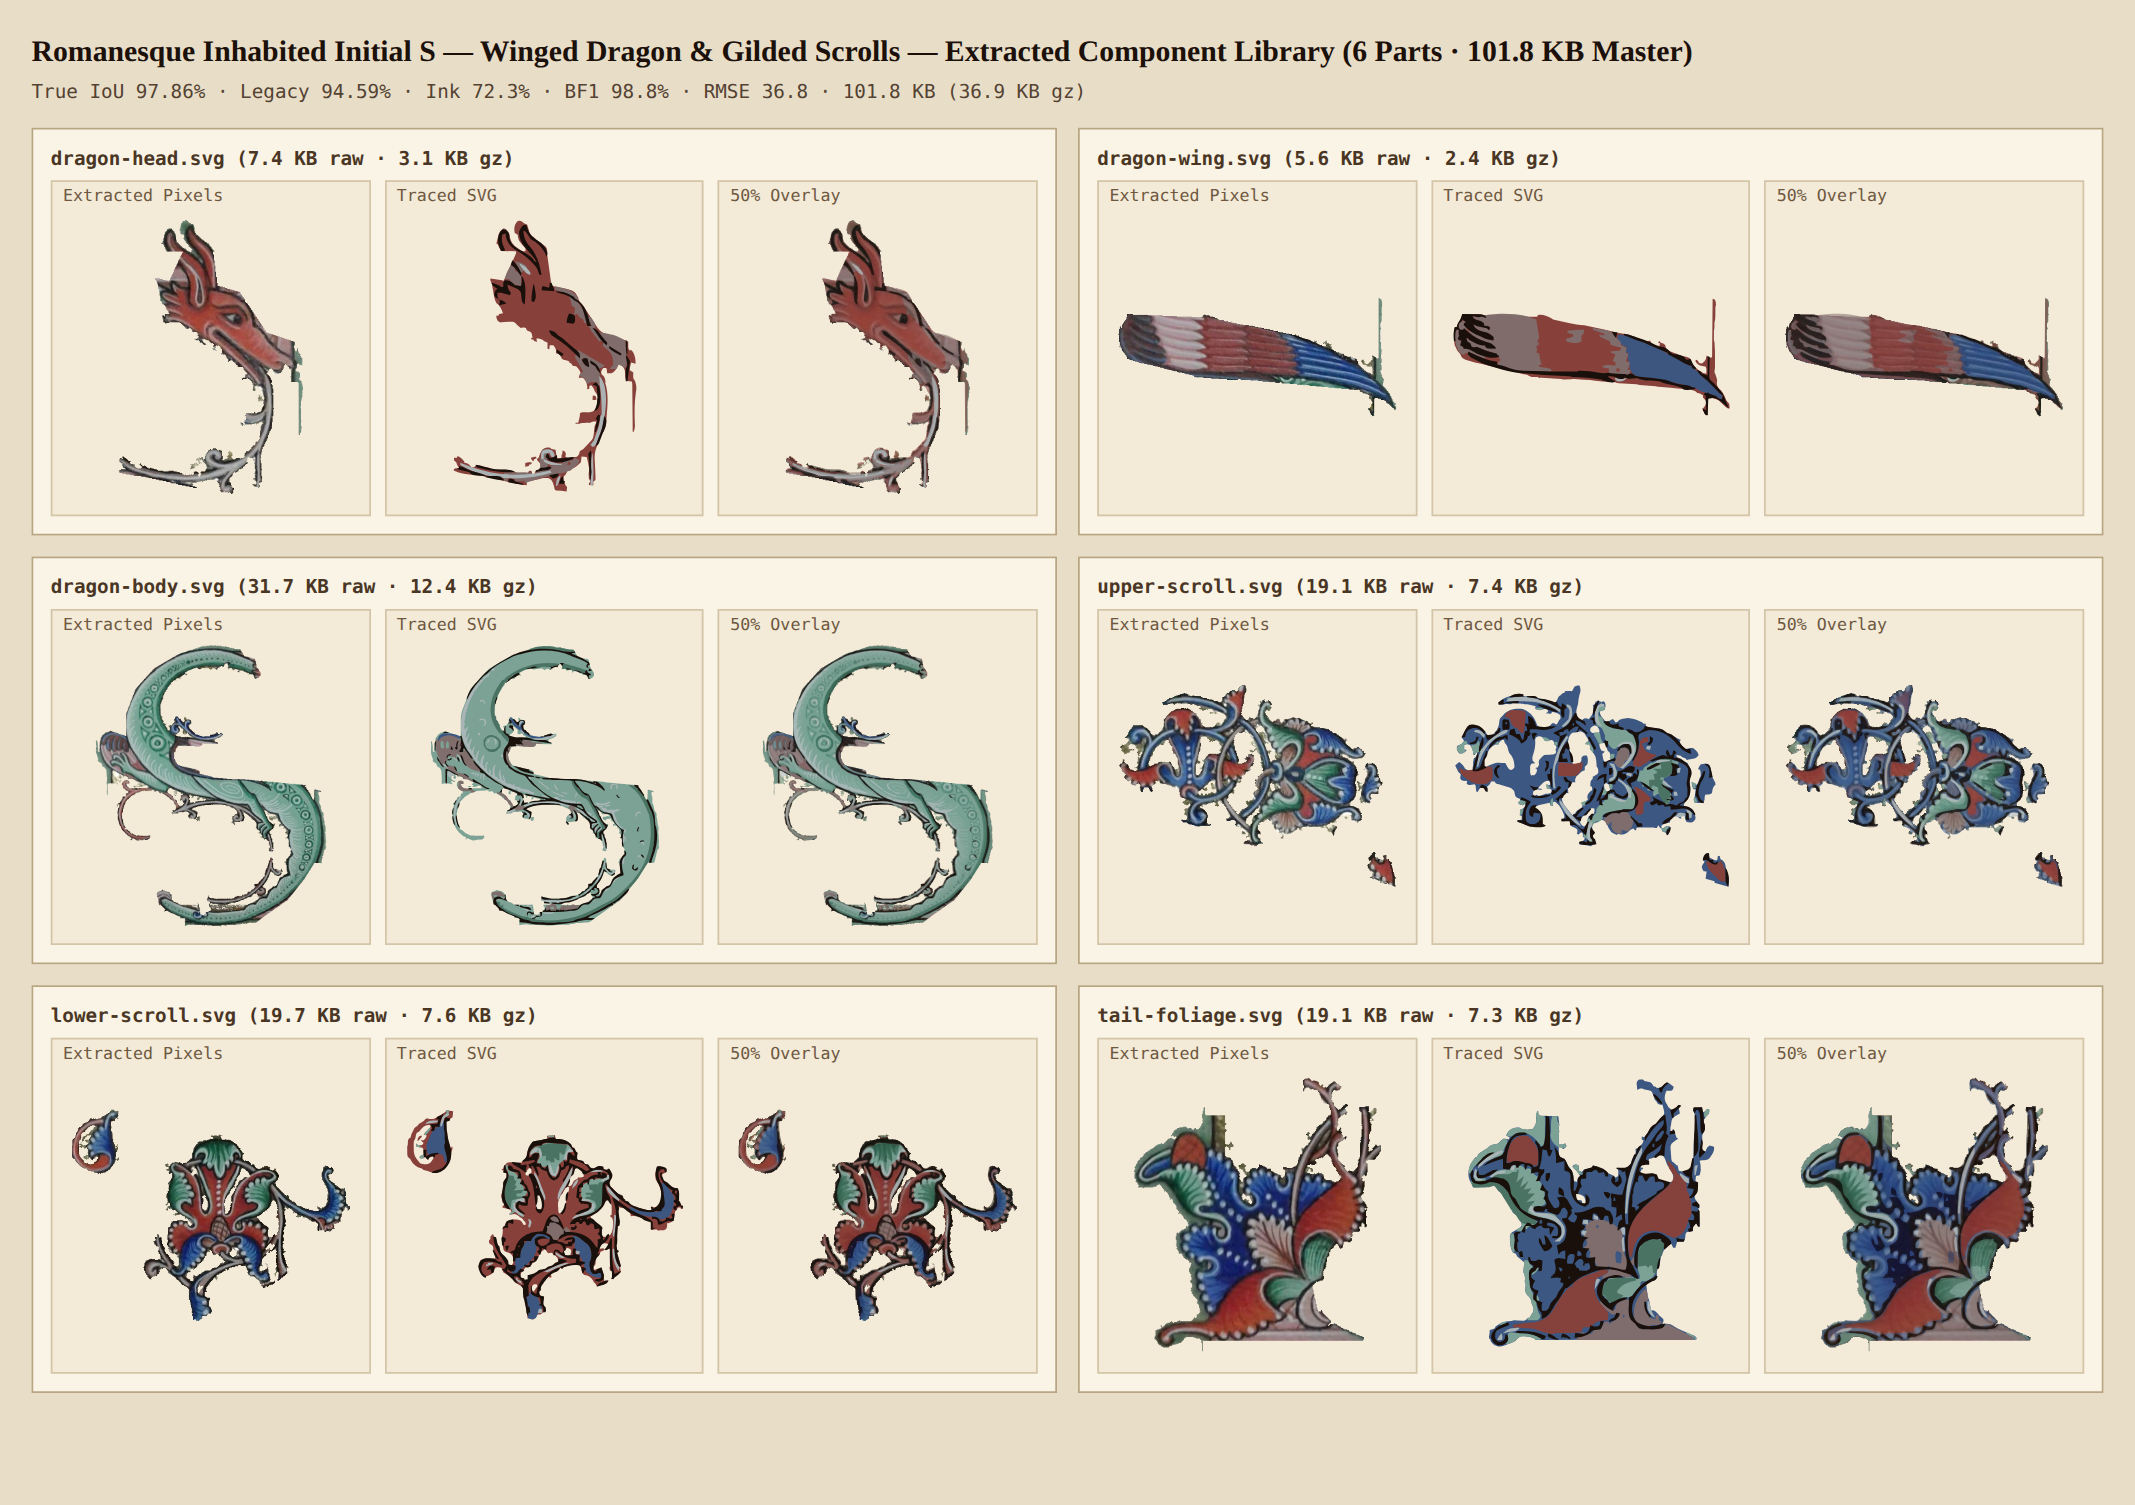 Romanesque Inhabited Initial S — Winged Dragon & Gilded Scrolls — Extracted Component Library (6 Parts · 101.8 KB Master)
True IoU 97.86% · Legacy 94.59% · Ink 72.3% · BF1 98.8% · RMSE 36.8 · 101.8 KB (36.9 KB gz)
dragon-head.svg (7.4 KB raw · 3.1 KB gz)
Extracted Pixels
Traced SVG
50% Overlay
dragon-wing.svg (5.6 KB raw · 2.4 KB gz)
Extracted Pixels
Traced SVG
50% Overlay
dragon-body.svg (31.7 KB raw · 12.4 KB gz)
Extracted Pixels
Traced SVG
50% Overlay
upper-scroll.svg (19.1 KB raw · 7.4 KB gz)
Extracted Pixels
Traced SVG
50% Overlay
lower-scroll.svg (19.7 KB raw · 7.6 KB gz)
Extracted Pixels
Traced SVG
50% Overlay
tail-foliage.svg (19.1 KB raw · 7.3 KB gz)
Extracted Pixels
Traced SVG
50% Overlay